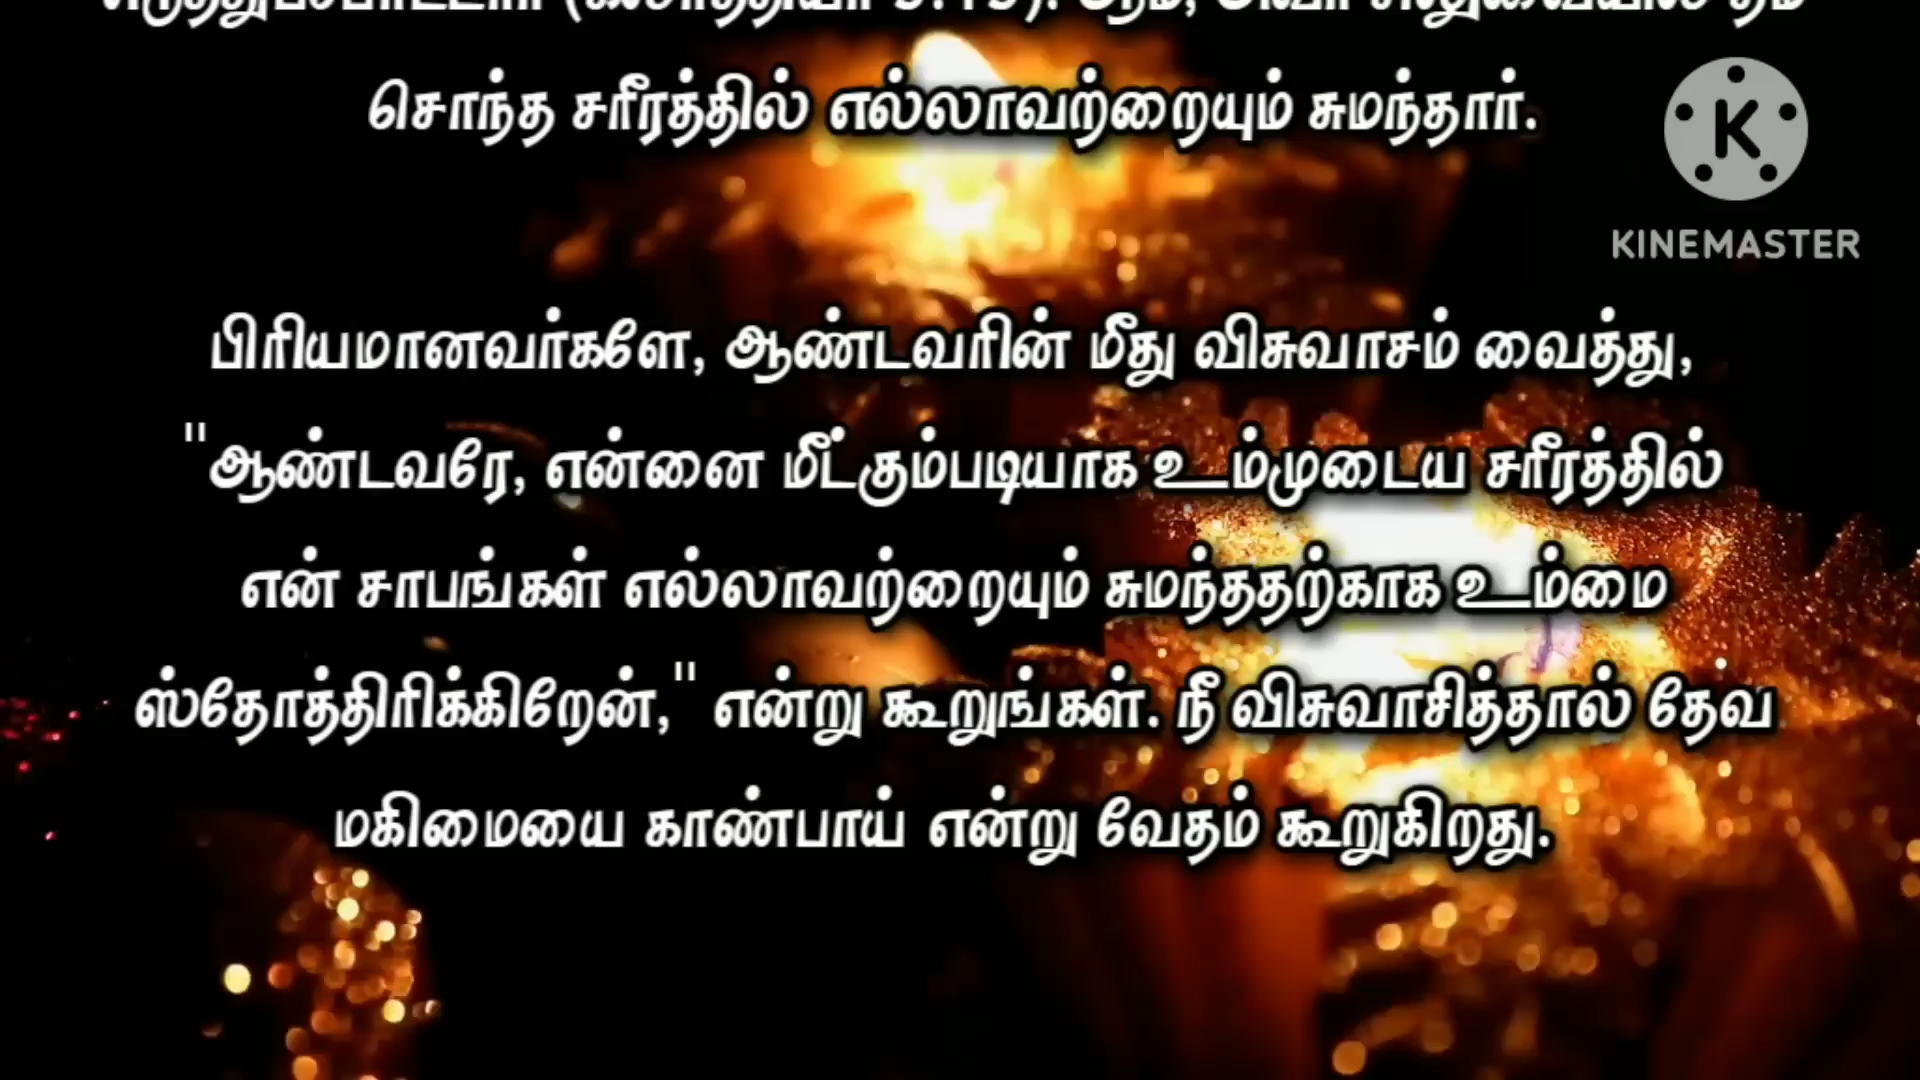 சொந்த சரீரத்தில் எல்லாவற்றையும் சுமந்தார்.
KINEMASTER
பிரியமானவர்களே, ஆண்டவரின் மீது விசுவாசம் வைத்து,
"ஆண்டவரே, என்னை மீட்கும்படியாக உம்முடைய சரீரத்தில்
என் சாபங்கள் எல்லாவற்றையும் சுமந்ததற்காக உம்மை
ஸ்தோத்திரிக்கிறேன்," என்று கூறுங்கள். நீ விசுவாசித்தால் தேவ
மகிமையை காண்பாய் என்று வேதம் கூறுகிறது.